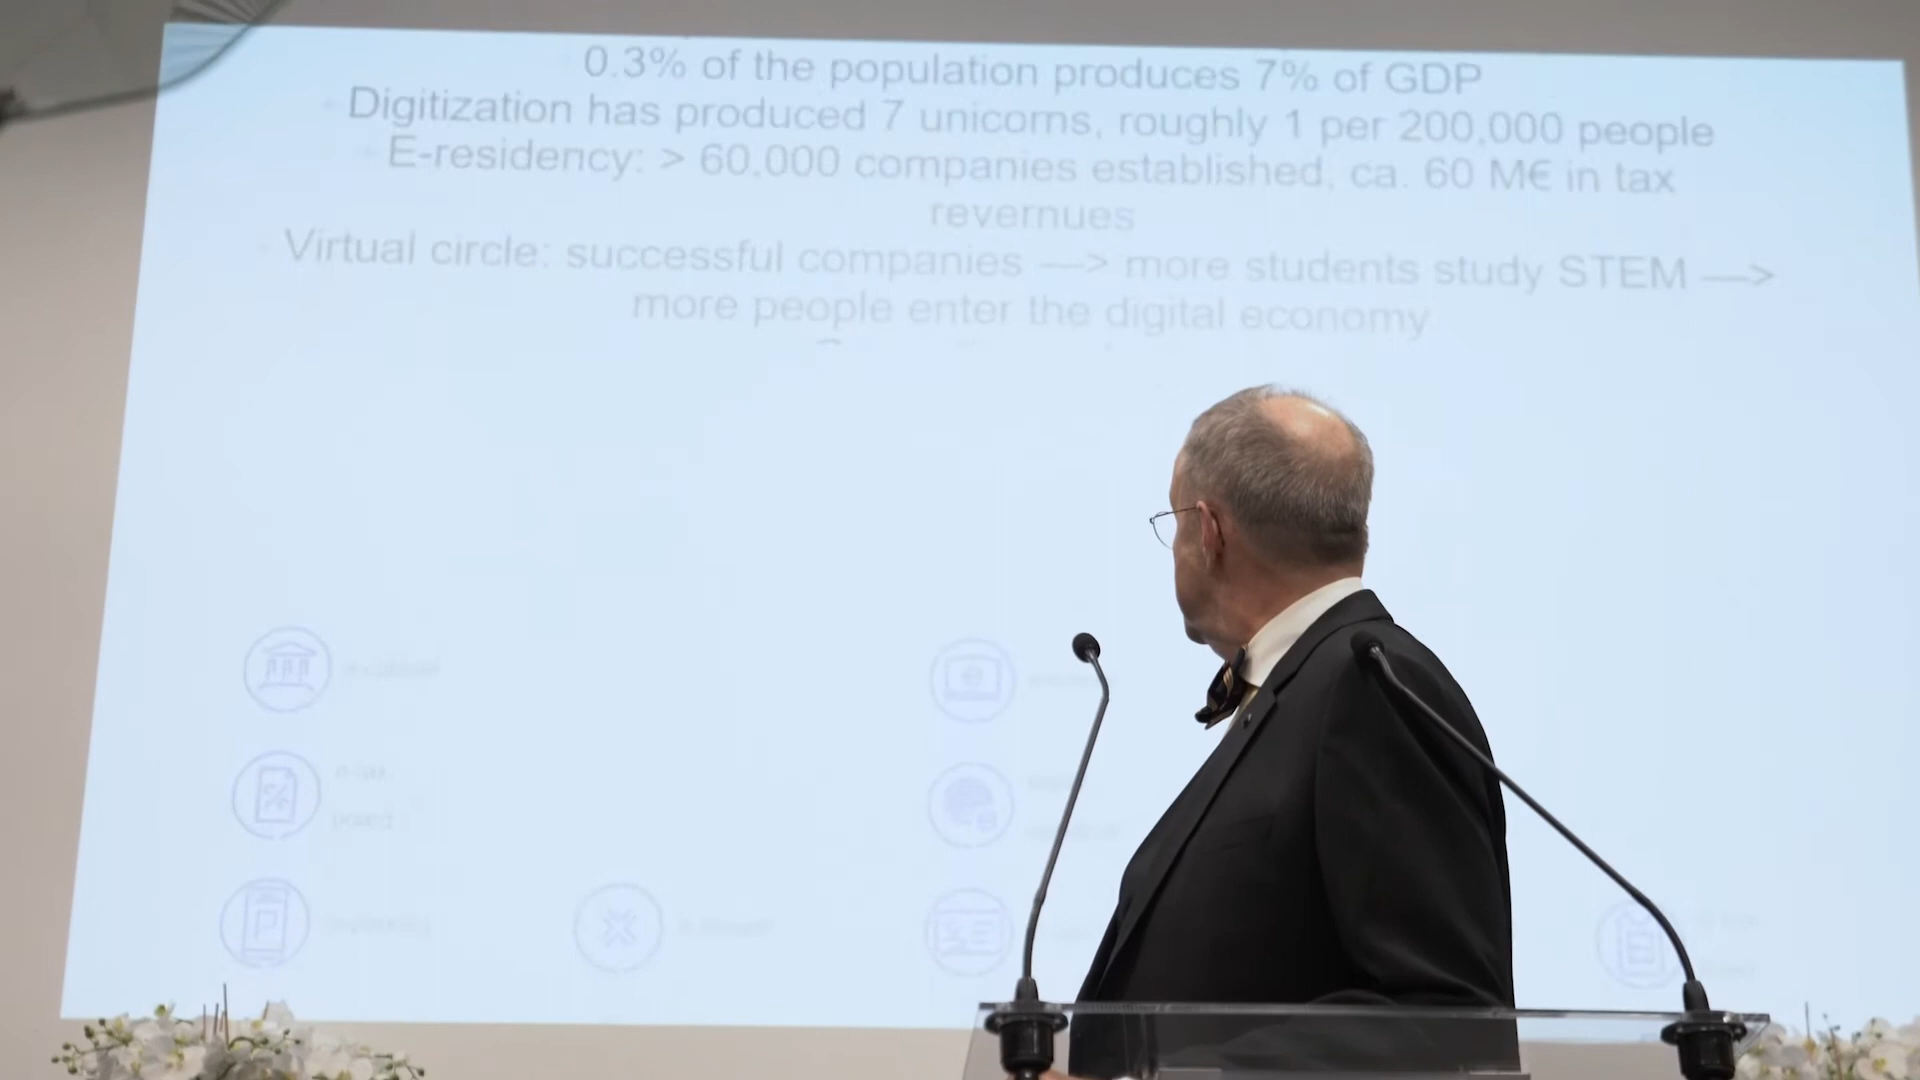 0.3% of the population produces 7% of GDP
Digitization has produced 7 unicorns, roughly 1 per 200,000 people
E-residency: > 60,000 companies established, ca. 60 M€ in tax
revernues
Virtual circle: successful companies —> more students study STEM —>
more people enter the digital economy